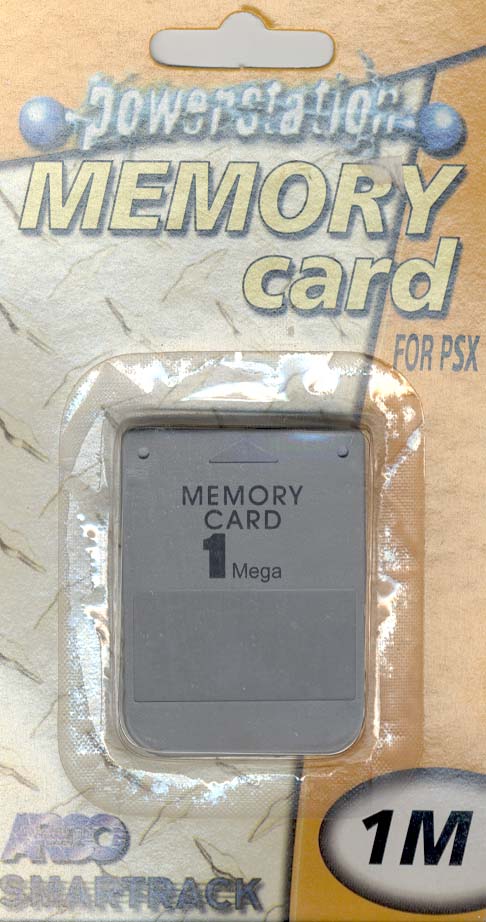 powerstation
MEMORY
card
FOR PSX
MEMORY
CARD
1 Mega
1M
SMARTRACK